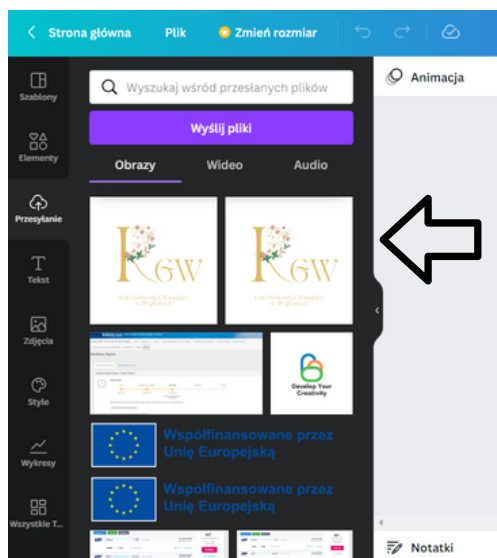 Strona główna Plik Zmień rozmiar
Szablony
Elementy
Przesyłanie
Tekst
Zdjęcia
Style
Wykresy
Wszystkie T...
Wyszukaj wśród przesłanych plików
Wyślij pliki
Obrazy Wideo Audio
KGW
KGW
Develop Your
Creativity
Współfinansowane przez
Unię Europejską
Współfinansowane przez
Unię Europejską
Animacja
Notatki